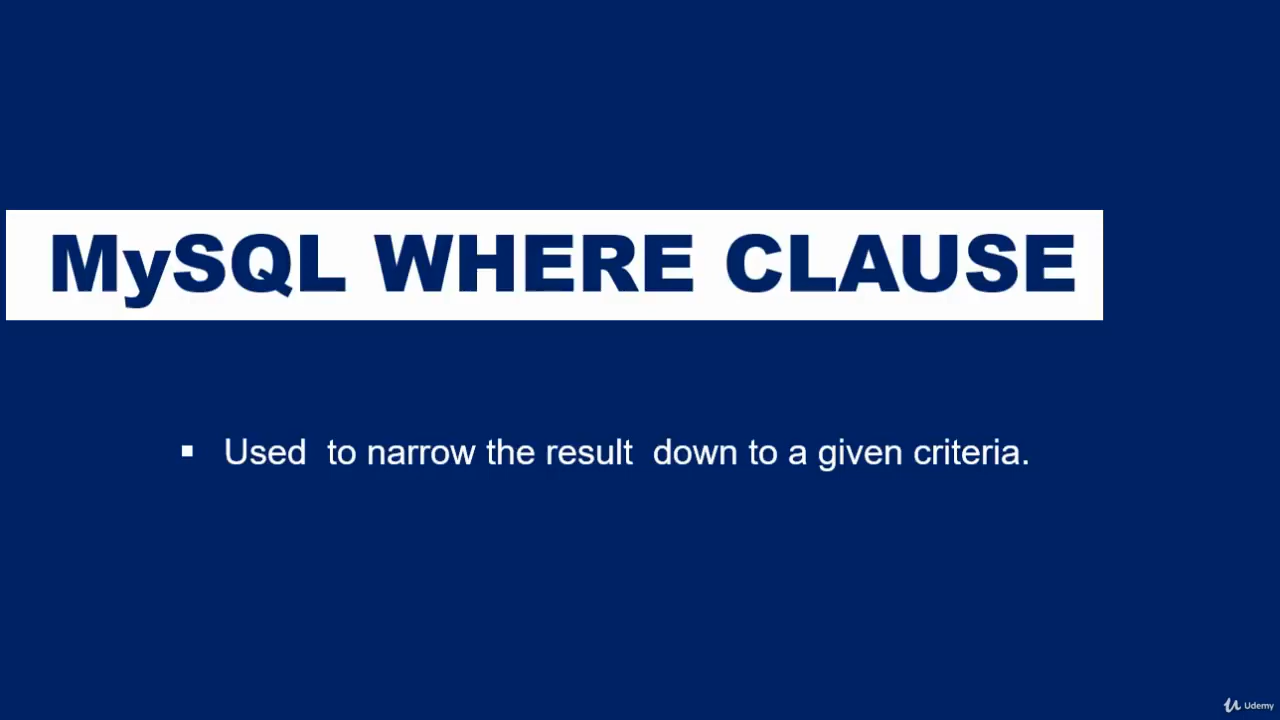 MySQL WHERE CLAUSE
▪ Used to narrow the result down to a given criteria.
Udemy